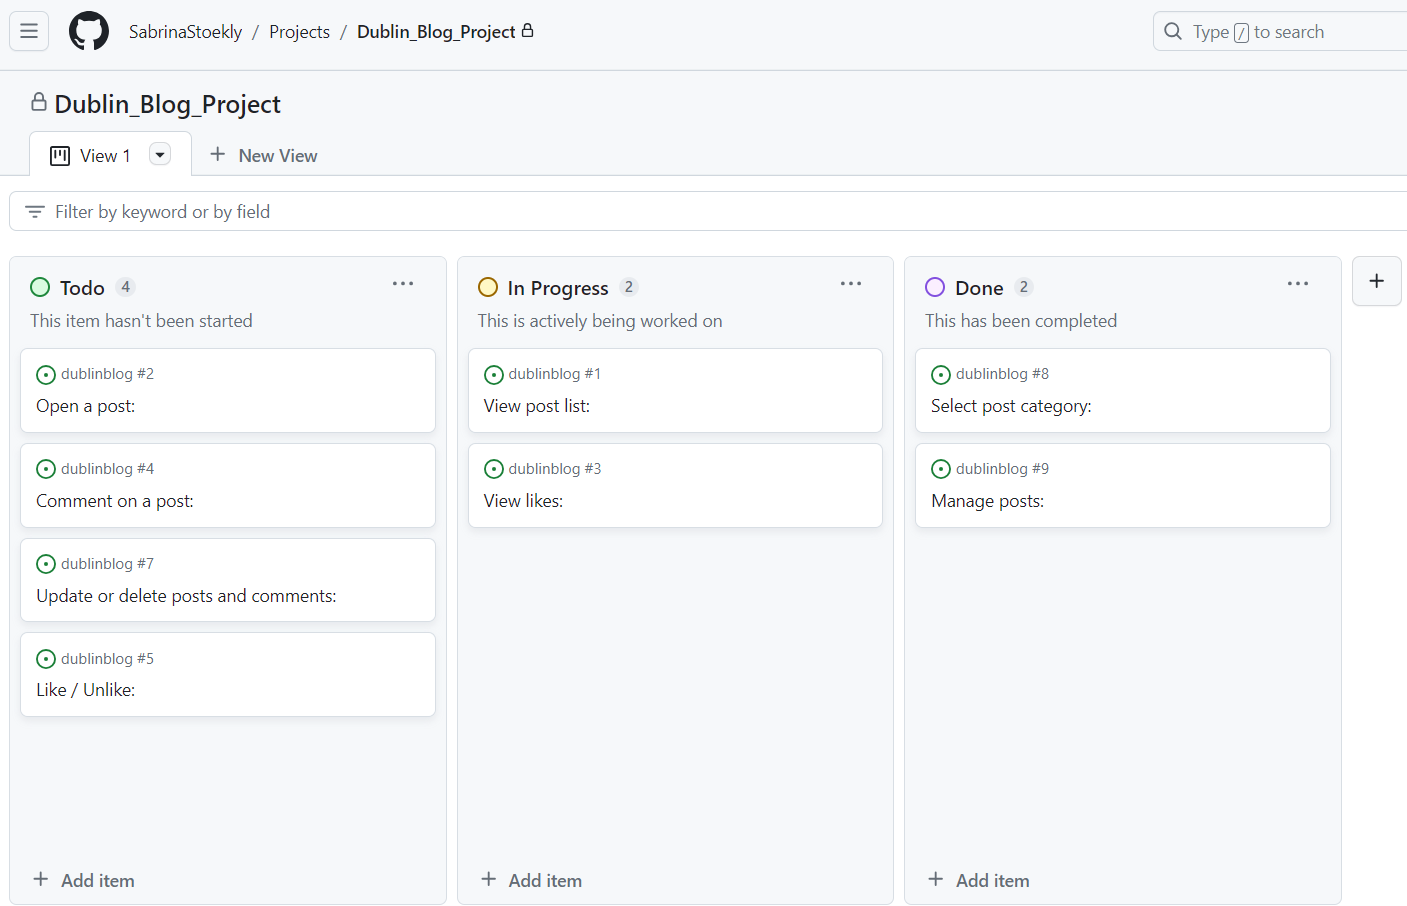 SabrinaStoekly / Projects / Dublin_Blog_Project
Type / to search
Dublin_Blog_Project
View 1
New View
Filter by keyword or by field
Todo 4
This item hasn't been started
dublinblog #2
Open a post:
dublinblog #4
Comment on a post:
dublinblog #7
Update or delete posts and comments:
dublinblog #5
Like / Unlike:
+ Add item
In Progress 2
This is actively being worked on
dublinblog #1
View post list:
dublinblog #3
View likes:
+ Add item
Done 2
This has been completed
dublinblog #8
Select post category:
dublinblog #9
Manage posts:
+ Add item